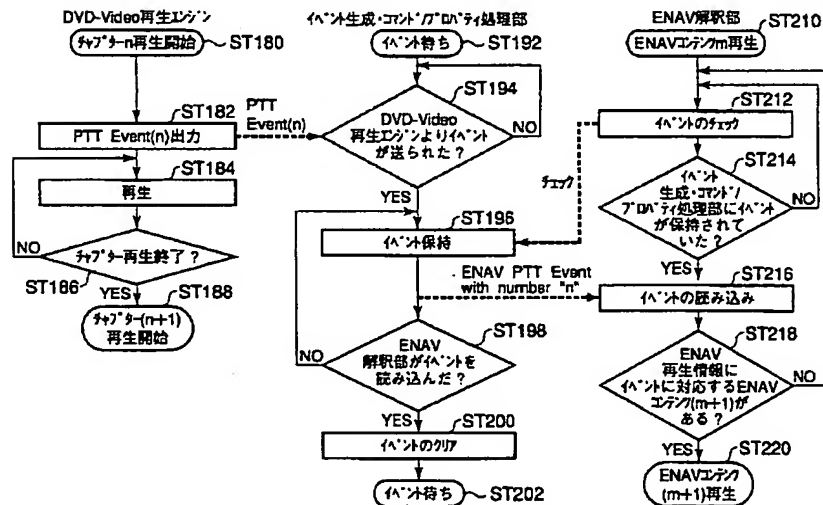 DVD-Video再生エンジン
チャプターn再生開始
ST180
ST182
PTT Event(n)出力
PTT
Event(n)
ST184
再生
チャプター再生終了？
NO
ST186
YES
ST188
チャプター(n+1)
再生開始
イベント生成・コマンド/プロパティ処理部
イベント待ち
ST192
ST194
DVD-Video
再生エンジンよりイベント
が送られた？
NO
YES
ST196
イベント保持
ENAV PTT Event
with number "n"
ST198
ENAV
解釈部がイベントを
読み込んだ？
NO
YES
ST200
イベントのクリア
イベント待ち
ST202
ENAV解釈部
ST210
ENAVコンテンツm再生
ST212
イベントのチェック
チェック
ST214
イベント
生成・コマンド/
プロパティ処理部にイベント
が保持されて
いた？
NO
YES
ST216
イベントの読み込み
ST218
ENAV
再生情報に
イベントに対応するENAV
コンテンツ(m+1)が
ある？
NO
YES
ST220
ENAVコンテンツ
(m+1)再生